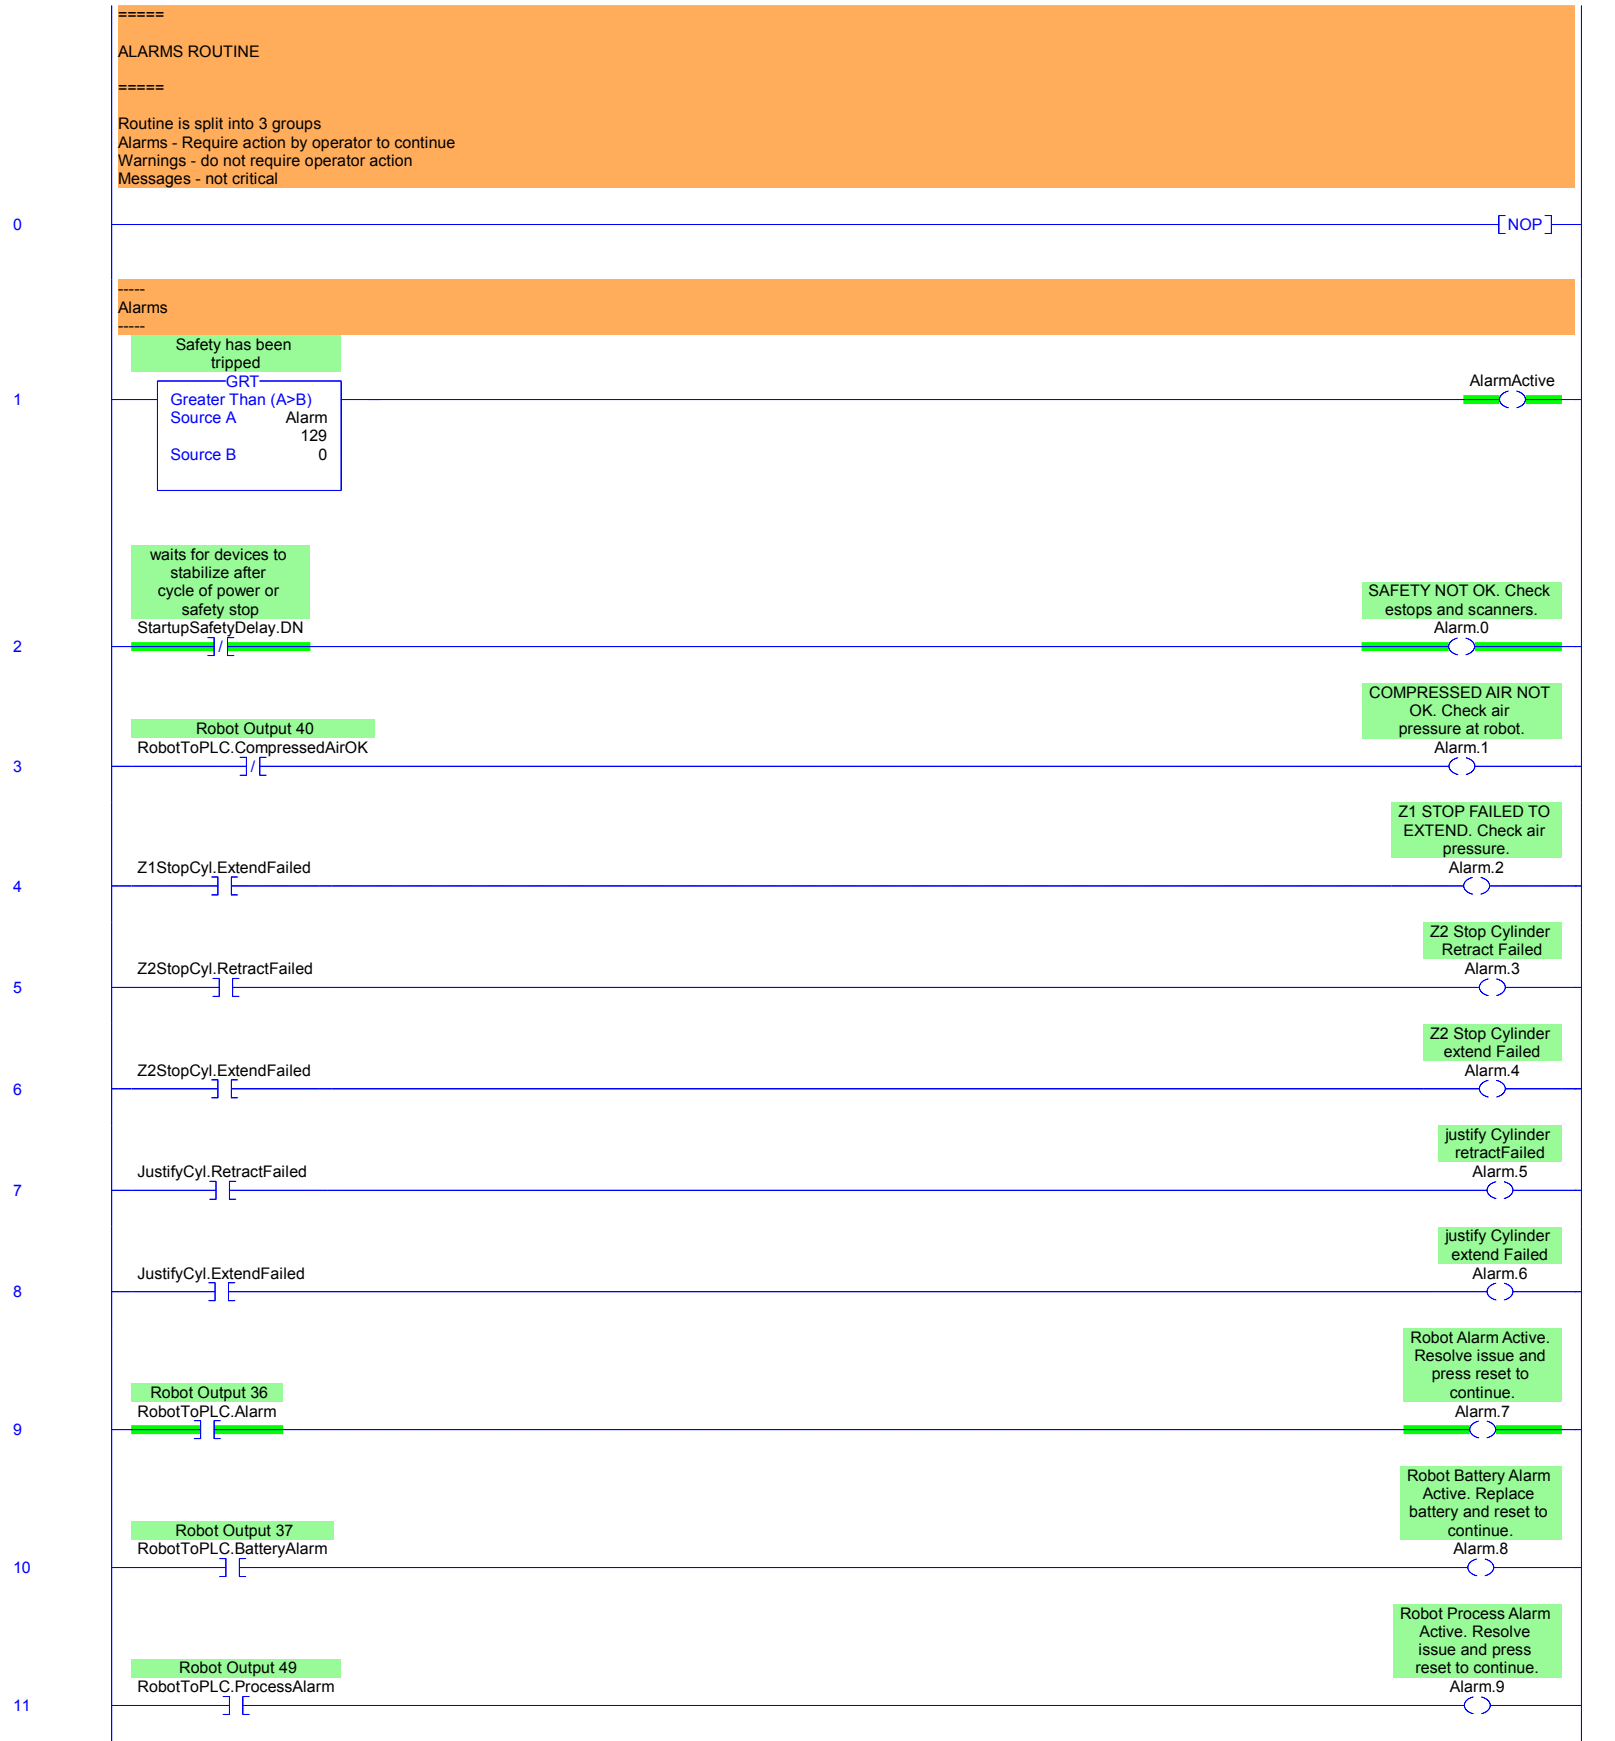 =====
ALARMS ROUTINE
=====
Routine is split into 3 groups
Alarms - Require action by operator to continue
Warnings - do not require operator action
Messages - not critical
0
NOP
-----
Alarms
-----
Safety has been
tripped
GRT
Greater Than (A>B)
Source A Alarm
129
Source B 0
1
AlarmActive
waits for devices to
stabilize after
cycle of power or
safety stop
StartupSafetyDelay.DN
/
2
SAFETY NOT OK. Check
estops and scanners.
Alarm.0
Robot Output 40
RobotToPLC.CompressedAirOK
/
3
COMPRESSED AIR NOT
OK. Check air
pressure at robot.
Alarm.1
Z1StopCyl.ExtendFailed
4
Z1 STOP FAILED TO
EXTEND. Check air
pressure.
Alarm.2
Z2StopCyl.RetractFailed
5
Z2 Stop Cylinder
Retract Failed
Alarm.3
Z2StopCyl.ExtendFailed
6
Z2 Stop Cylinder
extend Failed
Alarm.4
JustifyCyl.RetractFailed
7
justify Cylinder
retractFailed
Alarm.5
JustifyCyl.ExtendFailed
8
justify Cylinder
extend Failed
Alarm.6
Robot Output 36
RobotToPLC.Alarm
9
Robot Alarm Active.
Resolve issue and
press reset to
continue.
Alarm.7
Robot Output 37
RobotToPLC.BatteryAlarm
10
Robot Battery Alarm
Active. Replace
battery and reset to
continue.
Alarm.8
Robot Output 49
RobotToPLC.ProcessAlarm
11
Robot Process Alarm
Active. Resolve
issue and press
reset to continue.
Alarm.9